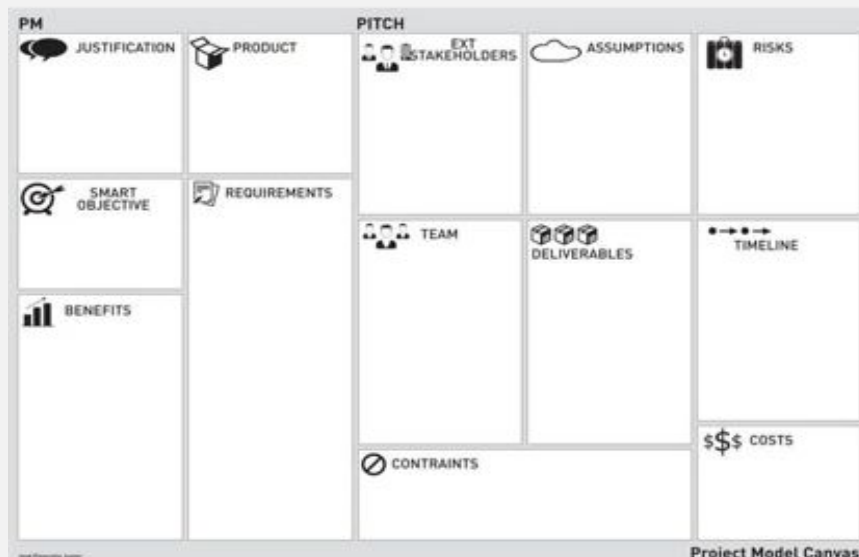 PM
PITCH
JUSTIFICATION
PRODUCT
EXT
STAKEHOLDERS
ASSUMPTIONS
RISKS
SMART
OBJECTIVE
REQUIREMENTS
TEAM
DELIVERABLES
TIMELINE
BENEFITS
CONTRAINTS
$$$ COSTS
Project Model Canvas